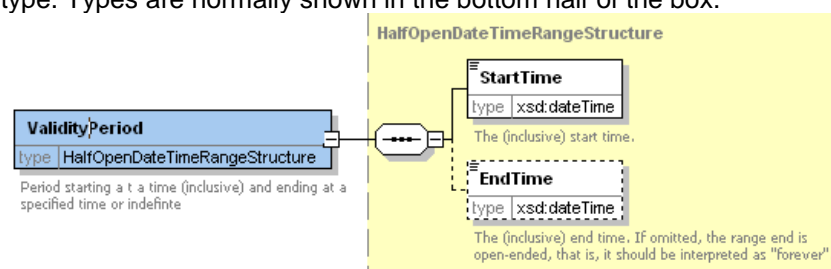 type. Types are normally shown in the bottom half of the box.
HalfOpenDateTimeRangeStructure
StartTime
type xsd:dateTime
The (inclusive) start time.
ValidityPeriod
type HalfOpenDateTimeRangeStructure
Period starting a t a time (inclusive) and ending at a
specified time or indefinte
EndTime
type xsd:dateTime
The (inclusive) end time. If omitted, the range end is
open-ended, that is, it should be interpreted as "forever"